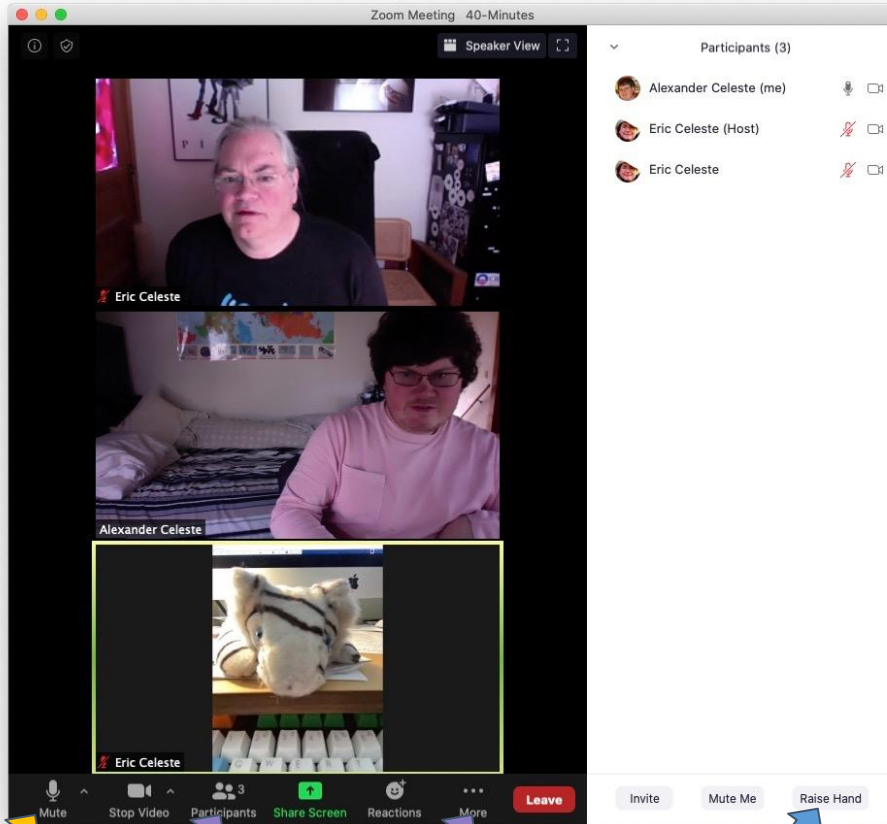 Zoom Meeting 40-Minutes
Speaker View
Participants (3)
Alexander Celeste (me)
Eric Celeste (Host)
Eric Celeste
Eric Celeste
Alexander Celeste
Eric Celeste
Mute
Stop Video
Participants 3
Share Screen
Reactions
More
Leave
Invite
Mute Me
Raise Hand